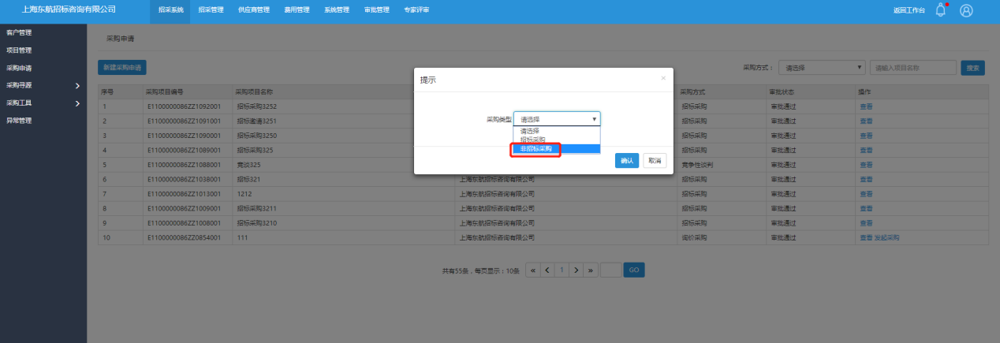 上海东航招标咨询有限公司 招采系统 招采管理 供应商管理 费用管理 系统管理 审批管理 专家评审 返回工作台
客户管理
项目管理
采购申请
采购寻源
采购工具
异常管理
采购申请
新建采购申请 采购方式： 请选择 请输入项目名称 搜索
序号 采购项目编号 采购项目名称 采购方式 审批状态 操作
1 E1100000086ZZ1092001 招标采购3252 招标采购 审批通过 查看
2 E1100000086ZZ1091001 招标邀请3251 招标采购 审批通过 查看
3 E1100000086ZZ1090001 招标采购3250 招标采购 审批通过 查看
4 E1100000086ZZ1089001 招标采购325 招标采购 审批通过 查看
5 E1100000086ZZ1088001 竞谈325 竞争性谈判 审批通过 查看
6 E1100000086ZZ1038001 招标321 上海东航招标咨询有限公司 招标采购 审批通过 查看
7 E1100000086ZZ1013001 1212 上海东航招标咨询有限公司 招标采购 审批通过 查看
8 E1100000086ZZ1009001 招标采购3211 上海东航招标咨询有限公司 招标采购 审批通过 查看
9 E1100000086ZZ1008001 招标采购3210 上海东航招标咨询有限公司 招标采购 审批通过 查看
10 E1100000086ZZ0854001 111 上海东航招标咨询有限公司 询价采购 审批通过 查看 发起采购
共有55条，每页显示：10条 « < 1 > » GO
提示 ×
采购类型 请选择
请选择
招标采购
非招标采购
确认 取消